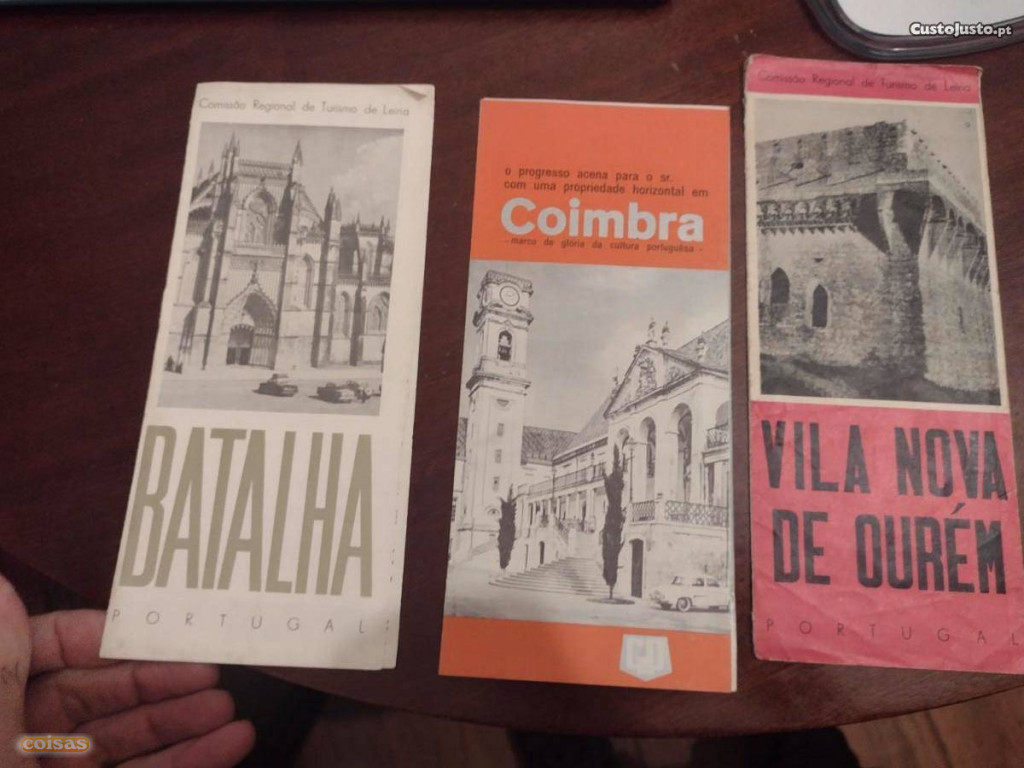 CustoJusto.pt
Comissão Regional de Turismo de Leiria
BATALHA
PORTUGAL
o progresso acena para o sr.
com uma propriedade horizontal em
Coimbra
- marco de glória da cultura portuguêsa -
Comissão Regional de Turismo de Leiria
VILA NOVA
DE OURÉM
PORTUGAL
coisas